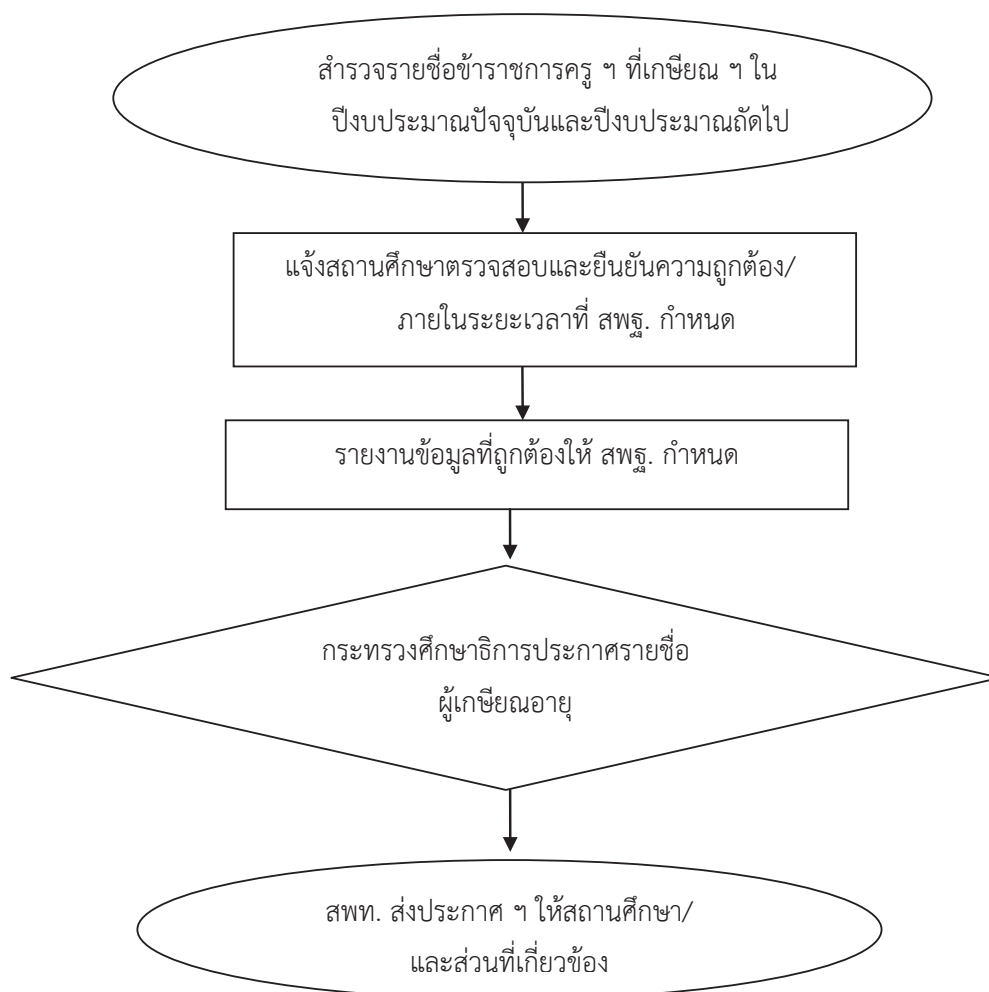 สำรวจรายชื่อข้าราชการครู ฯ ที่เกษียณ ฯ ใน
ปีงบประมาณปัจจุบันและปีงบประมาณถัดไป
แจ้งสถานศึกษาตรวจสอบและยืนยันความถูกต้อง/
ภายในระยะเวลาที่ สพฐ. กำหนด
รายงานข้อมูลที่ถูกต้องให้ สพฐ. กำหนด
กระทรวงศึกษาธิการประกาศรายชื่อ
ผู้เกษียณอายุ
สพท. ส่งประกาศ ฯ ให้สถานศึกษา/
และส่วนที่เกี่ยวข้อง